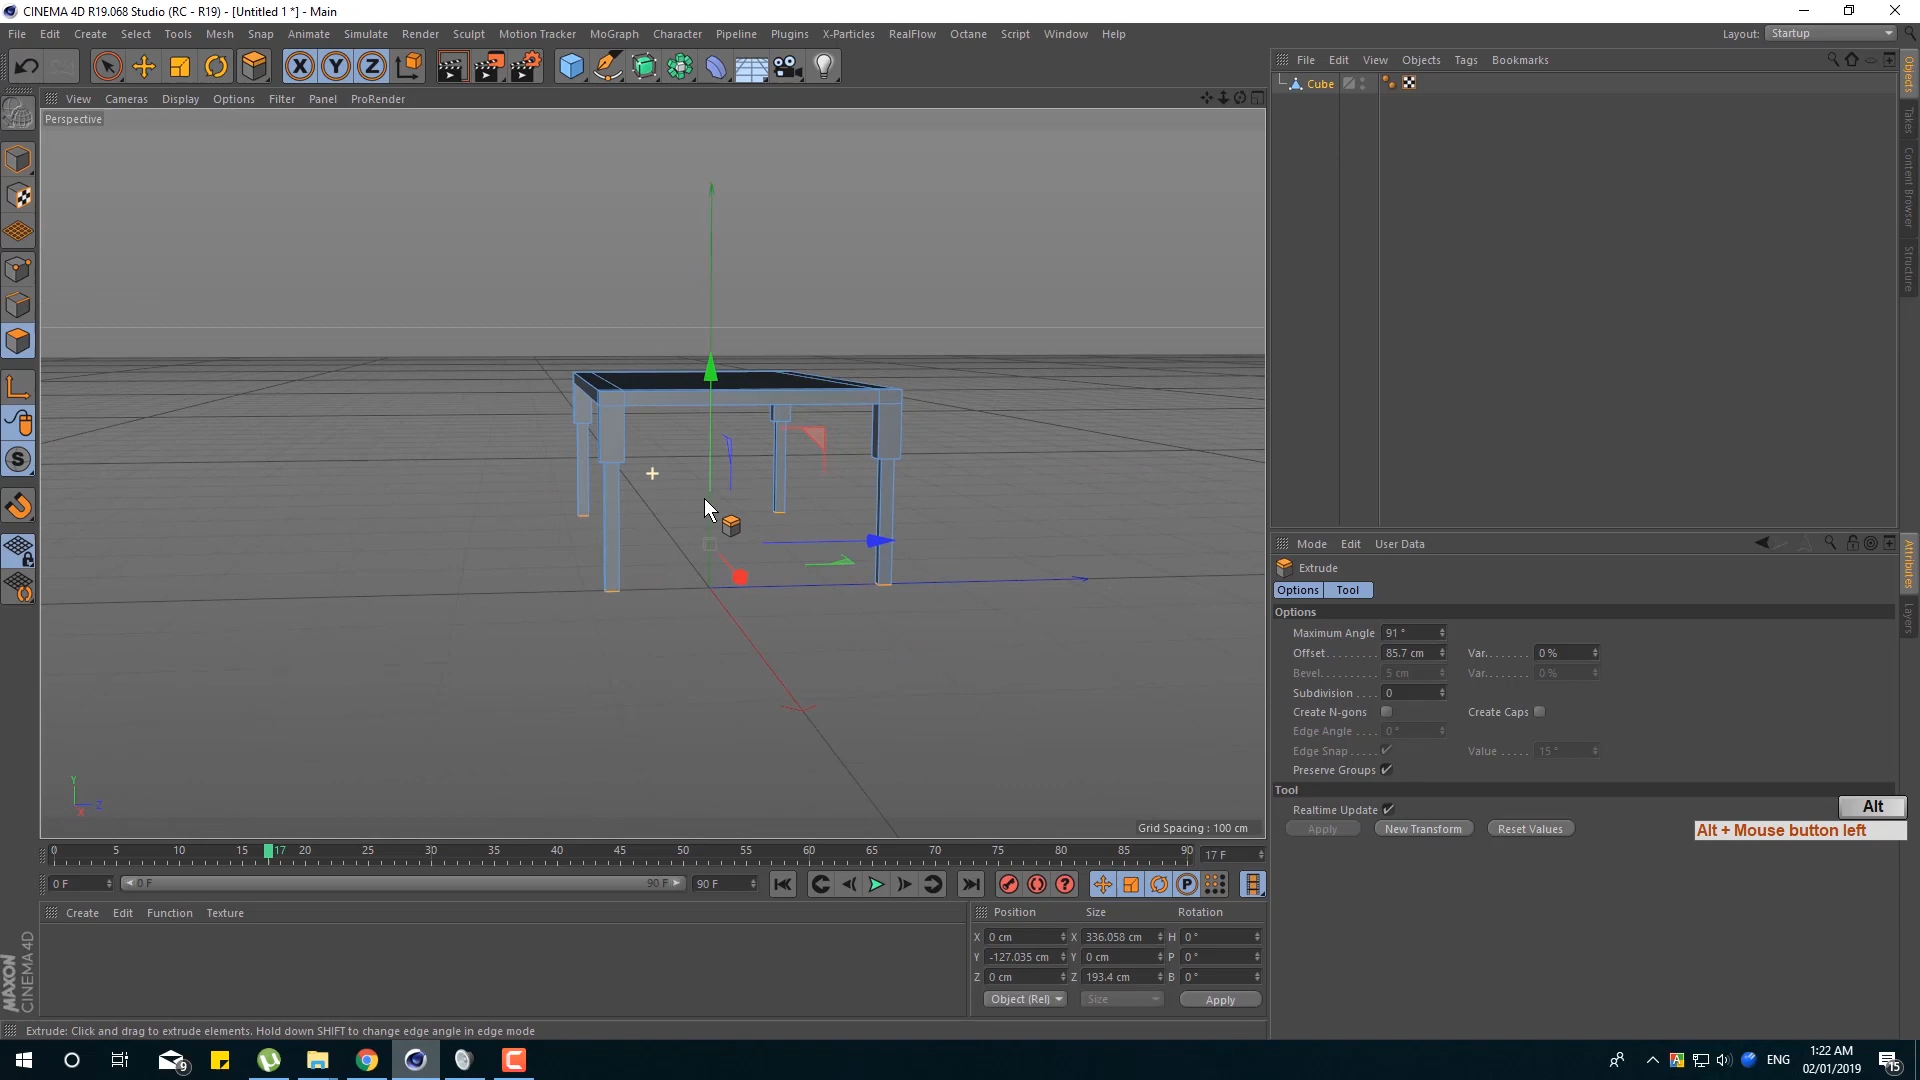 CINEMA 4D R19.068 Studio (RC - R19) - [Untitled 1 *] - Main
File Edit Create Select Tools Mesh Snap Animate Simulate Render Sculpt Motion Tracker MoGraph Character Pipeline Plugins X-Particles RealFlow Octane Script Window Help Layout: Startup
X Y Z
File Edit View Objects Tags Bookmarks
Cube
View Cameras Display Options Filter Panel ProRender
Perspective
Objects
Takes
Content Browser
Structure
S
Y
Z
X
Grid Spacing : 100 cm
Mode Edit User Data
Extrude
Options Tool
Options
Maximum Angle 91 °
Offset......... 85.7 cm Var....... 0 %
Bevel.......... 5 cm Var....... 0 %
Subdivision .... 0
Create N-gons Create Caps
Edge Angle .... 0 °
Edge Snap..... Value ..... 15 °
Preserve Groups
Tool
Realtime Update
Apply New Transform Reset Values
Attributes
Layers
Alt
Alt + Mouse button left
0 5 10 15 17 20 25 30 35 40 45 50 55 60 65 70 75 80 85 90 17 F
0 F 0 F 90 F 90 F
P
Create Edit Function Texture
Position Size Rotation
X 0 cm X 336.058 cm H 0 °
Y -127.035 cm Y 0 cm P 0 °
Z 0 cm Z 193.4 cm B 0 °
Object (Rel) Size Apply
MAXON
CINEMA 4D
Extrude: Click and drag to extrude elements. Hold down SHIFT to change edge angle in edge mode
9
ENG
1:22 AM
02/01/2019
15